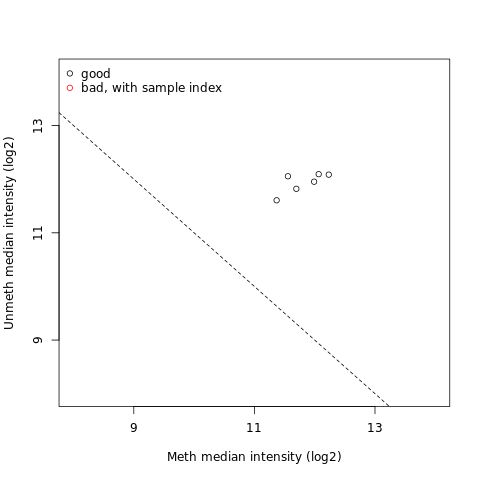 good
bad, with sample index
13
11
9
Unmeth median intensity (log2)
9 11 13
Meth median intensity (log2)